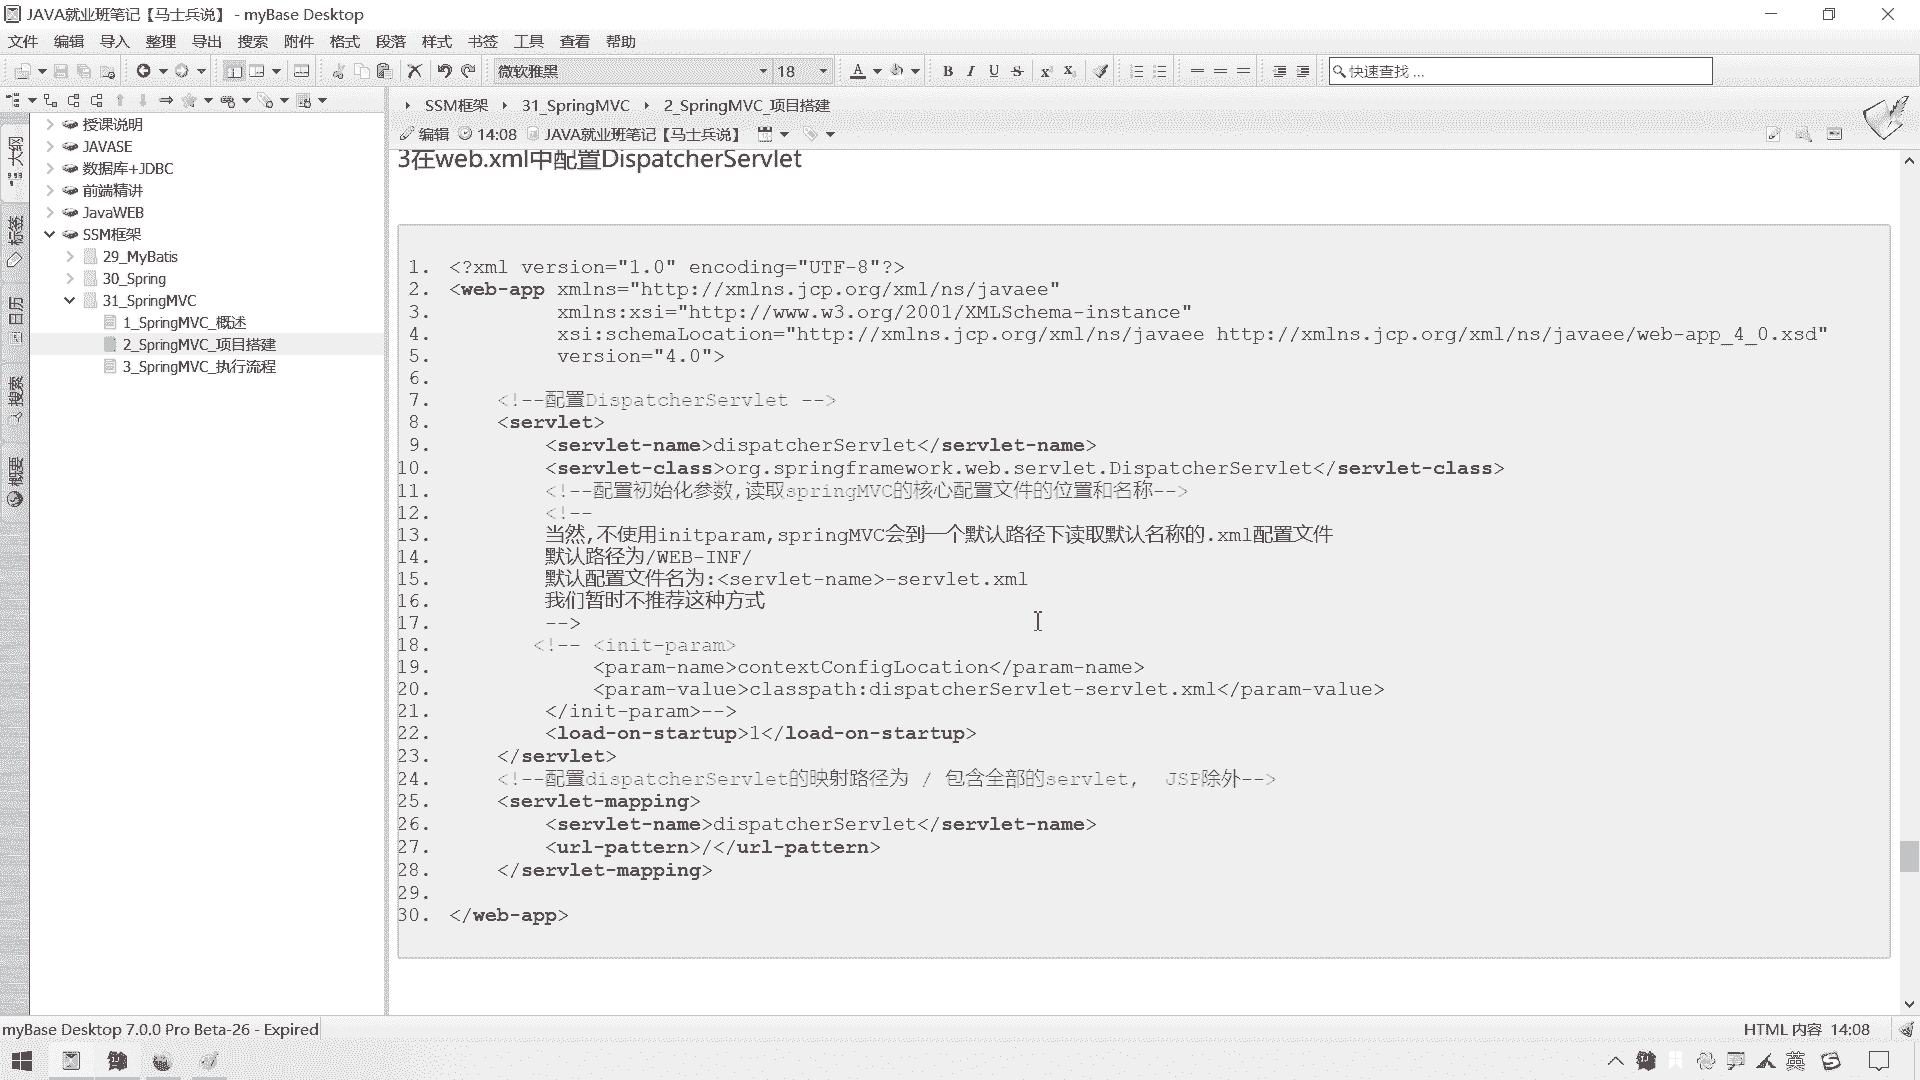 JAVA就业班笔记【马士兵说】 - myBase Desktop
文件 编辑 导入 整理 导出 搜索 附件 格式 段落 样式 书签 工具 查看 帮助
微软雅黑 18 快速查找 ...
SSM框架 31_SpringMVC 2_SpringMVC_项目搭建
编辑 14:08 JAVA就业班笔记【马士兵说】
大纲
标签
日历
搜索
概要
授课说明
JAVASE
数据库+JDBC
前端精讲
JavaWEB
SSM框架
29_MyBatis
30_Spring
31_SpringMVC
1_SpringMVC_概述
2_SpringMVC_项目搭建
3_SpringMVC_执行流程
3在web.xml中配置DispatcherServlet
1. <?xml version="1.0" encoding="UTF-8"?>
2. <web-app xmlns="http://xmlns.jcp.org/xml/ns/javaee"
3. xmlns:xsi="http://www.w3.org/2001/XMLSchema-instance"
4. xsi:schemaLocation="http://xmlns.jcp.org/xml/ns/javaee http://xmlns.jcp.org/xml/ns/javaee/web-app_4_0.xsd"
5. version="4.0">
6.
7. <!--配置DispatcherServlet -->
8. <servlet>
9. <servlet-name>dispatcherServlet</servlet-name>
10. <servlet-class>org.springframework.web.servlet.DispatcherServlet</servlet-class>
11. <!--配置初始化参数,读取springMVC的核心配置文件的位置和名称-->
12. <!--
13. 当然,不使用initparam,springMVC会到一个默认路径下读取默认名称的.xml配置文件
14. 默认路径为/WEB-INF/
15. 默认配置文件名为:<servlet-name>-servlet.xml
16. 我们暂时不推荐这种方式
17. -->
18. <!-- <init-param>
19. <param-name>contextConfigLocation</param-name>
20. <param-value>classpath:dispatcherServlet-servlet.xml</param-value>
21. </init-param>-->
22. <load-on-startup>1</load-on-startup>
23. </servlet>
24. <!--配置dispatcherServlet的映射路径为 / 包含全部的servlet, JSP除外-->
25. <servlet-mapping>
26. <servlet-name>dispatcherServlet</servlet-name>
27. <url-pattern>/</url-pattern>
28. </servlet-mapping>
29.
30. </web-app>
myBase Desktop 7.0.0 Pro Beta-26 - Expired
HTML 内容 14:08
英